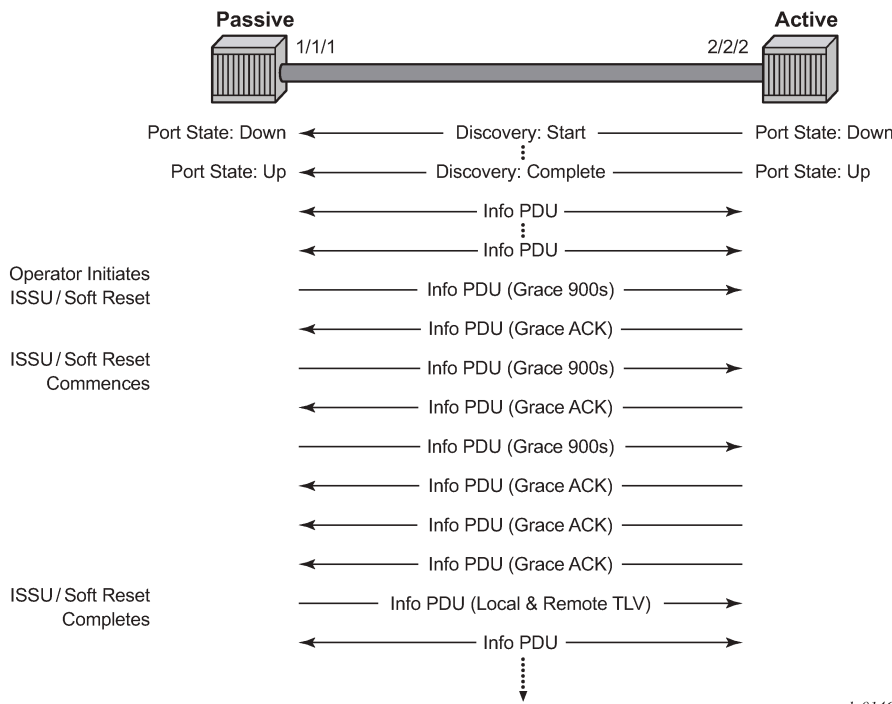 Passive Active
1/1/1 2/2/2
Port State: Down Discovery: Start Port State: Down
Port State: Up Discovery: Complete Port State: Up
Info PDU
Info PDU
Operator Initiates
ISSU / Soft Reset
Info PDU (Grace 900s)
Info PDU (Grace ACK)
ISSU / Soft Reset
Commences
Info PDU (Grace 900s)
Info PDU (Grace ACK)
Info PDU (Grace 900s)
Info PDU (Grace ACK)
Info PDU (Grace ACK)
Info PDU (Grace ACK)
ISSU / Soft Reset
Completes
Info PDU (Local & Remote TLV)
Info PDU